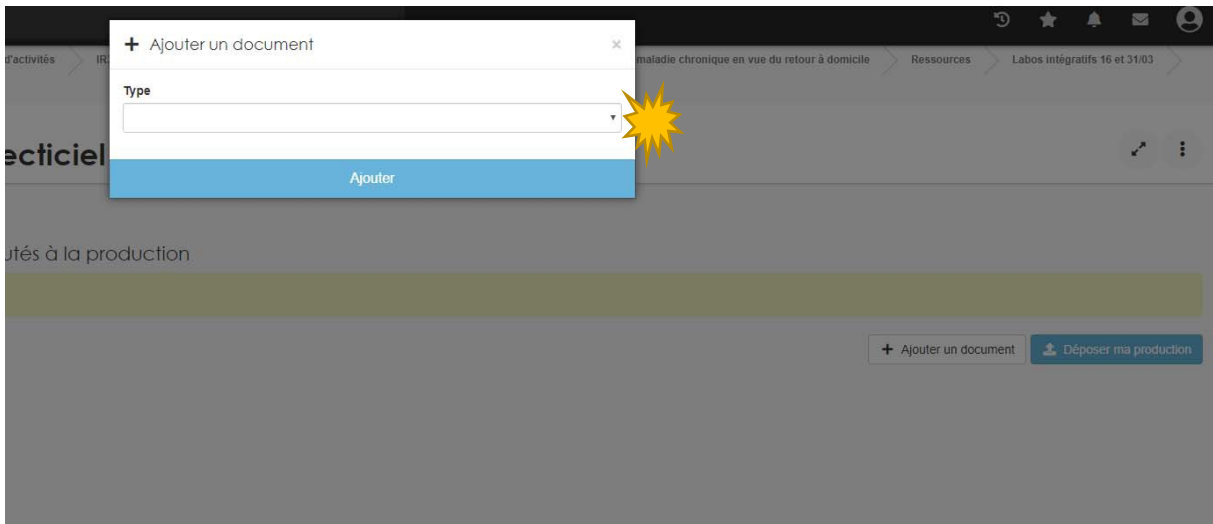 + Ajouter un document ×
d'activités IR maladie chronique en vue du retour à domicile Ressources Labos intégratifs 16 et 31/03
Type
ecticiel
Ajouter
utés à la production
+ Ajouter un document Déposer ma production